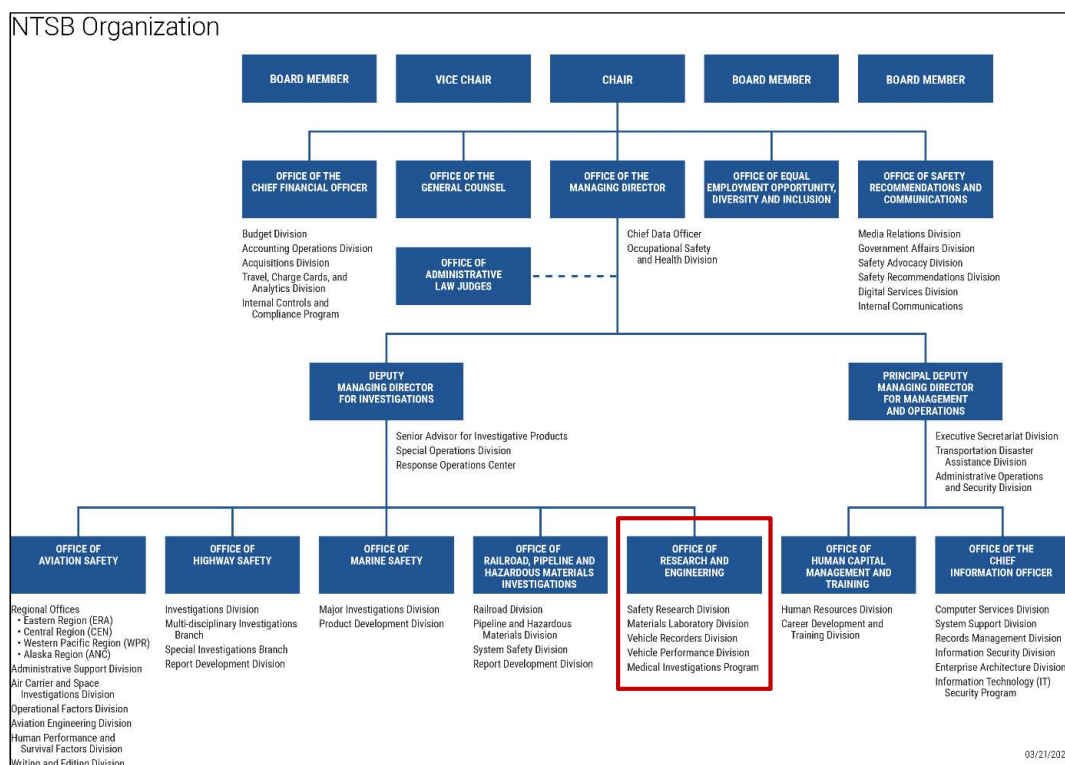 NTSB Organization
BOARD MEMBER
VICE CHAIR
CHAIR
BOARD MEMBER
BOARD MEMBER
OFFICE OF THE
CHIEF FINANCIAL OFFICER
OFFICE OF THE
GENERAL COUNSEL
OFFICE OF THE
MANAGING DIRECTOR
OFFICE OF EQUAL
EMPLOYMENT OPPORTUNITY,
DIVERSITY AND INCLUSION
OFFICE OF SAFETY
RECOMMENDATIONS AND
COMMUNICATIONS
Budget Division
Accounting Operations Division
Acquisitions Division
Travel, Charge Cards, and
Analytics Division
Internal Controls and
Compliance Program
OFFICE OF
ADMINISTRATIVE
LAW JUDGES
Chief Data Officer
Occupational Safety
and Health Division
Media Relations Division
Government Affairs Division
Safety Advocacy Division
Safety Recommendations Division
Digital Services Division
Internal Communications
DEPUTY
MANAGING DIRECTOR
FOR INVESTIGATIONS
PRINCIPAL DEPUTY
MANAGING DIRECTOR
FOR MANAGEMENT
AND OPERATIONS
Senior Advisor for Investigative Products
Special Operations Division
Response Operations Center
Executive Secretariat Division
Transportation Disaster
Assistance Division
Administrative Operations
and Security Division
OFFICE OF
AVIATION SAFETY
OFFICE OF
HIGHWAY SAFETY
OFFICE OF
MARINE SAFETY
OFFICE OF
RAILROAD, PIPELINE AND
HAZARDOUS MATERIALS
INVESTIGATIONS
OFFICE OF
RESEARCH AND
ENGINEERING
OFFICE OF
HUMAN CAPITAL
MANAGEMENT AND
TRAINING
OFFICE OF THE
CHIEF
INFORMATION OFFICER
Regional Offices
• Eastern Region (ERA)
• Central Region (CEN)
• Western Pacific Region (WPR)
• Alaska Region (ANC)
Administrative Support Division
Air Carrier and Space
Investigations Division
Operational Factors Division
Aviation Engineering Division
Human Performance and
Survival Factors Division
Writing and Editing Division
Investigations Division
Multi-disciplinary Investigations
Branch
Special Investigations Branch
Report Development Division
Major Investigations Division
Product Development Division
Railroad Division
Pipeline and Hazardous
Materials Division
System Safety Division
Report Development Division
Safety Research Division
Materials Laboratory Division
Vehicle Recorders Division
Vehicle Performance Division
Medical Investigations Program
Human Resources Division
Career Development and
Training Division
Computer Services Division
System Support Division
Records Management Division
Information Security Division
Enterprise Architecture Division
Information Technology (IT)
Security Program
03/21/202